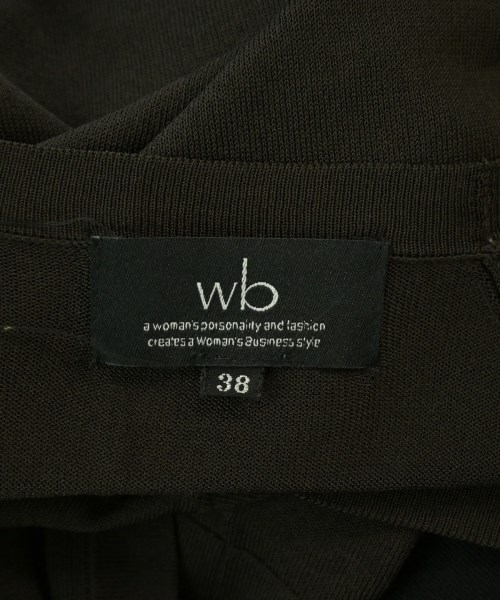 wb
a woman's personality and fashion
creates a Woman's Business style
38